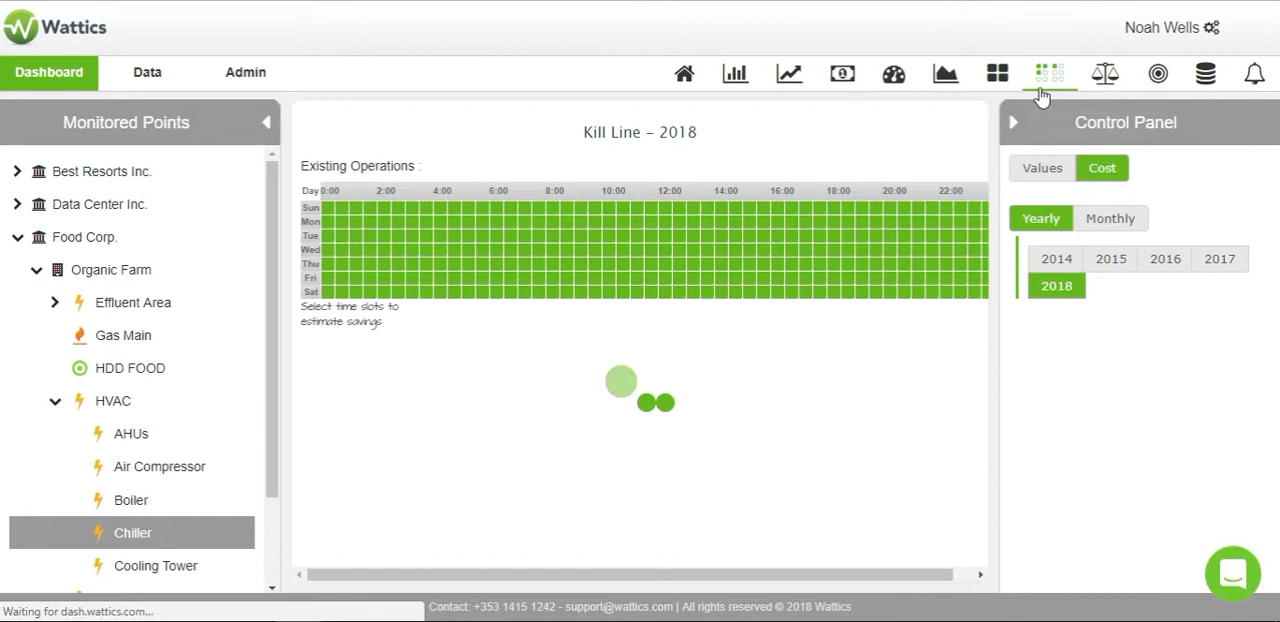 Wattics
Noah Wells
Dashboard Data Admin
Monitored Points
Best Resorts Inc.
Data Center Inc.
Food Corp.
Organic Farm
Effluent Area
Gas Main
HDD FOOD
HVAC
AHUs
Air Compressor
Boiler
Chiller
Cooling Tower
Kill Line - 2018
Existing Operations :
Day 0:00 2:00 4:00 6:00 8:00 10:00 12:00 14:00 16:00 18:00 20:00 22:00
Sun
Mon
Tue
Wed
Thu
Fri
Sat
Select time slots to
estimate savings
Control Panel
Values Cost
Yearly Monthly
2014 2015 2016 2017
2018
Waiting for dash.wattics.com...
Contact: +353 1415 1242 - support@wattics.com | All rights reserved © 2018 Wattics